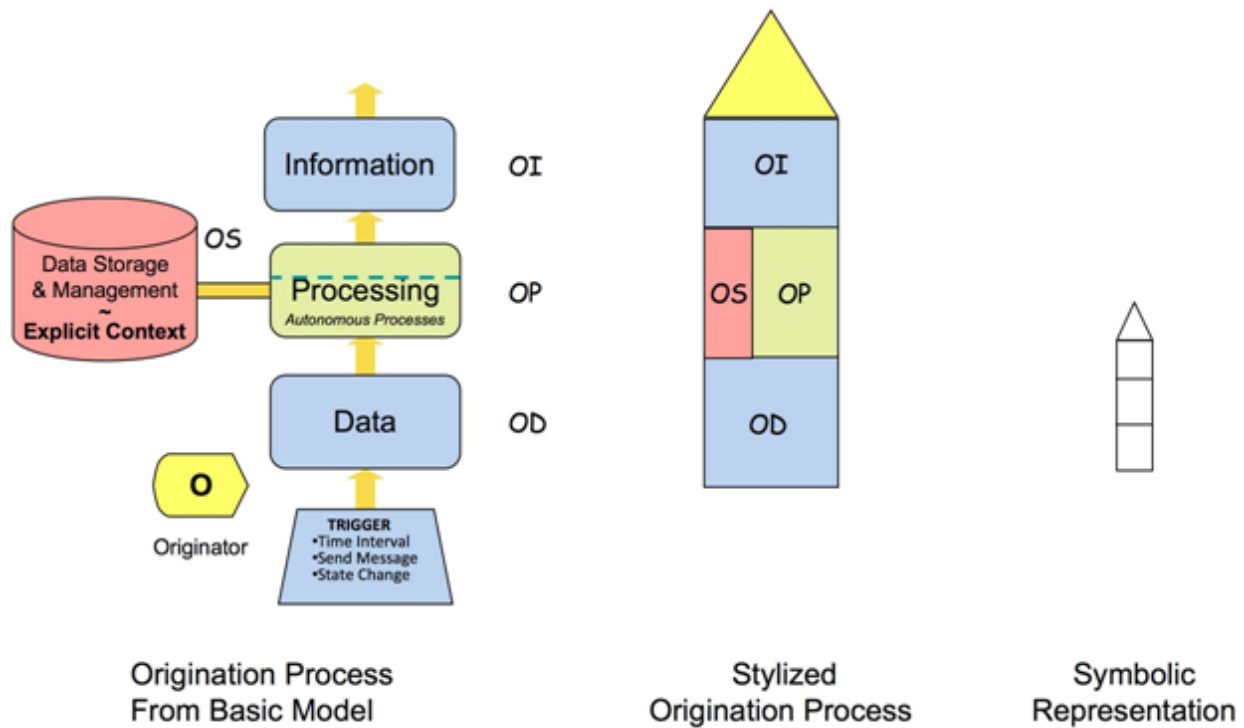 Information
OI
OS
Data Storage
& Management
~
Explicit Context
Processing
Autonomous Processes
OP
Data
OD
O
Originator
TRIGGER
•Time Interval
•Send Message
•State Change
Origination Process
From Basic Model
OI
OS
OP
OD
Stylized
Origination Process
Symbolic
Representation